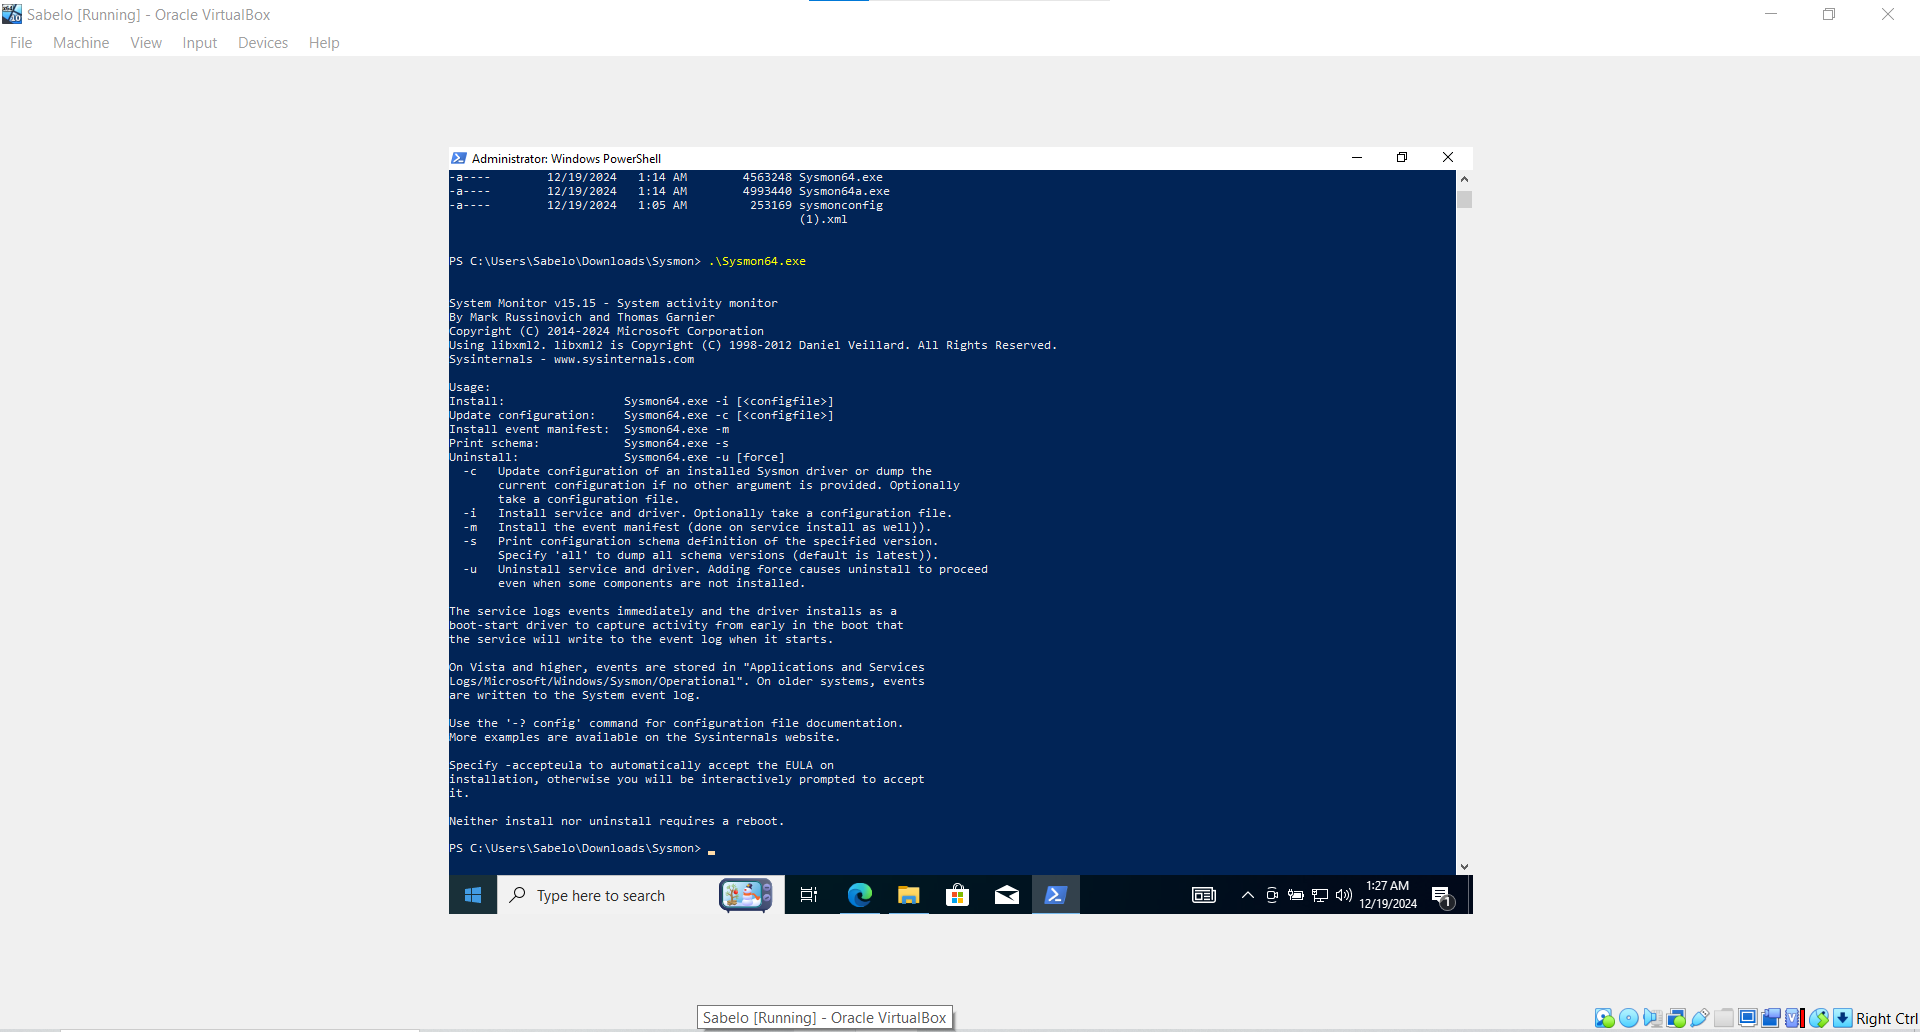 Sabelo [Running] - Oracle VirtualBox
File Machine View Input Devices Help
Administrator: Windows PowerShell
-a---- 12/19/2024 1:14 AM 4563248 Sysmon64.exe
-a---- 12/19/2024 1:14 AM 4993440 Sysmon64a.exe
-a---- 12/19/2024 1:05 AM 253169 sysmonconfig
(1).xml
PS C:\Users\Sabelo\Downloads\Sysmon> .\Sysmon64.exe
System Monitor v15.15 - System activity monitor
By Mark Russinovich and Thomas Garnier
Copyright (C) 2014-2024 Microsoft Corporation
Using libxml2. libxml2 is Copyright (C) 1998-2012 Daniel Veillard. All Rights Reserved.
Sysinternals - www.sysinternals.com
Usage:
Install: Sysmon64.exe -i [<configfile>]
Update configuration: Sysmon64.exe -c [<configfile>]
Install event manifest: Sysmon64.exe -m
Print schema: Sysmon64.exe -s
Uninstall: Sysmon64.exe -u [force]
-c Update configuration of an installed Sysmon driver or dump the
current configuration if no other argument is provided. Optionally
take a configuration file.
-i Install service and driver. Optionally take a configuration file.
-m Install the event manifest (done on service install as well)).
-s Print configuration schema definition of the specified version.
Specify 'all' to dump all schema versions (default is latest)).
-u Uninstall service and driver. Adding force causes uninstall to proceed
even when some components are not installed.
The service logs events immediately and the driver installs as a
boot-start driver to capture activity from early in the boot that
the service will write to the event log when it starts.
On Vista and higher, events are stored in "Applications and Services
Logs/Microsoft/Windows/Sysmon/Operational". On older systems, events
are written to the System event log.
Use the '-? config' command for configuration file documentation.
More examples are available on the Sysinternals website.
Specify -accepteula to automatically accept the EULA on
installation, otherwise you will be interactively prompted to accept
it.
Neither install nor uninstall requires a reboot.
PS C:\Users\Sabelo\Downloads\Sysmon>
Type here to search
1:27 AM
12/19/2024
1
Sabelo [Running] - Oracle VirtualBox
Right Ctrl